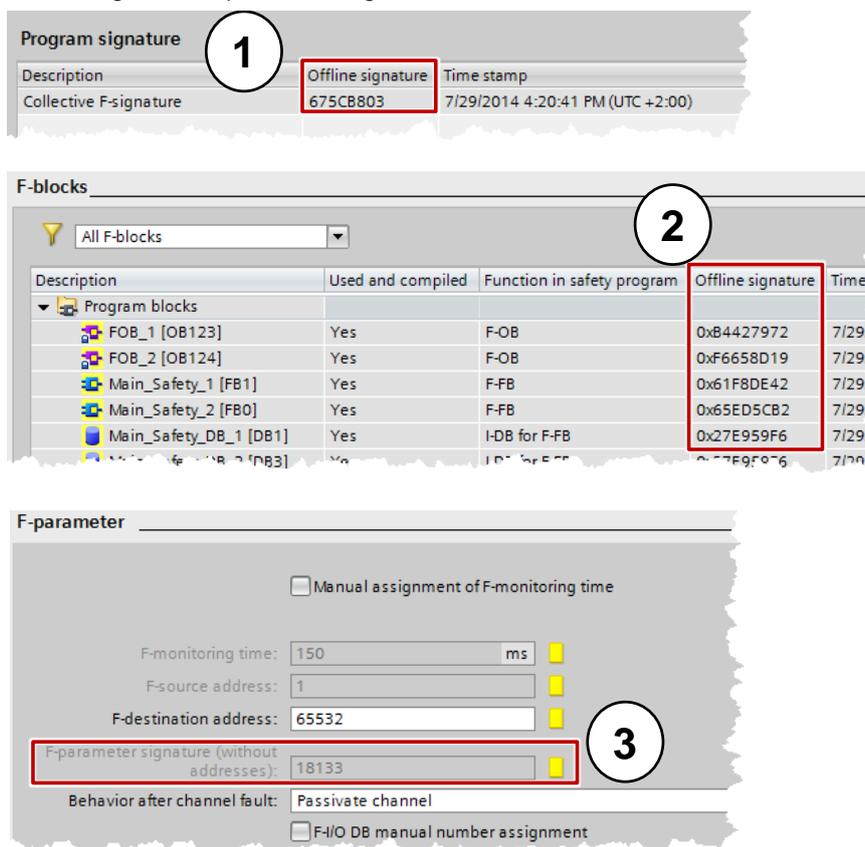 Program signature
1
Description Offline signature Time stamp
Collective F-signature 675CB803 7/29/2014 4:20:41 PM (UTC +2:00)
F-blocks
2
All F-blocks
Description Used and compiled Function in safety program Offline signature Time
Program blocks
FOB_1 [OB123] Yes F-OB 0xB4427972 7/29
FOB_2 [OB124] Yes F-OB 0xF6658D19 7/29
Main_Safety_1 [FB1] Yes F-FB 0x61F8DE42 7/29
Main_Safety_2 [FB0] Yes F-FB 0x65ED5CB2 7/29
Main_Safety_DB_1 [DB1] Yes I-DB for F-FB 0x27E959F6 7/29
F-parameter
Manual assignment of F-monitoring time
F-monitoring time: 150 ms
F-source address: 1
F-destination address: 65532
3
F-parameter signature (without
addresses): 18133
Behavior after channel fault: Passivate channel
F-I/O DB manual number assignment